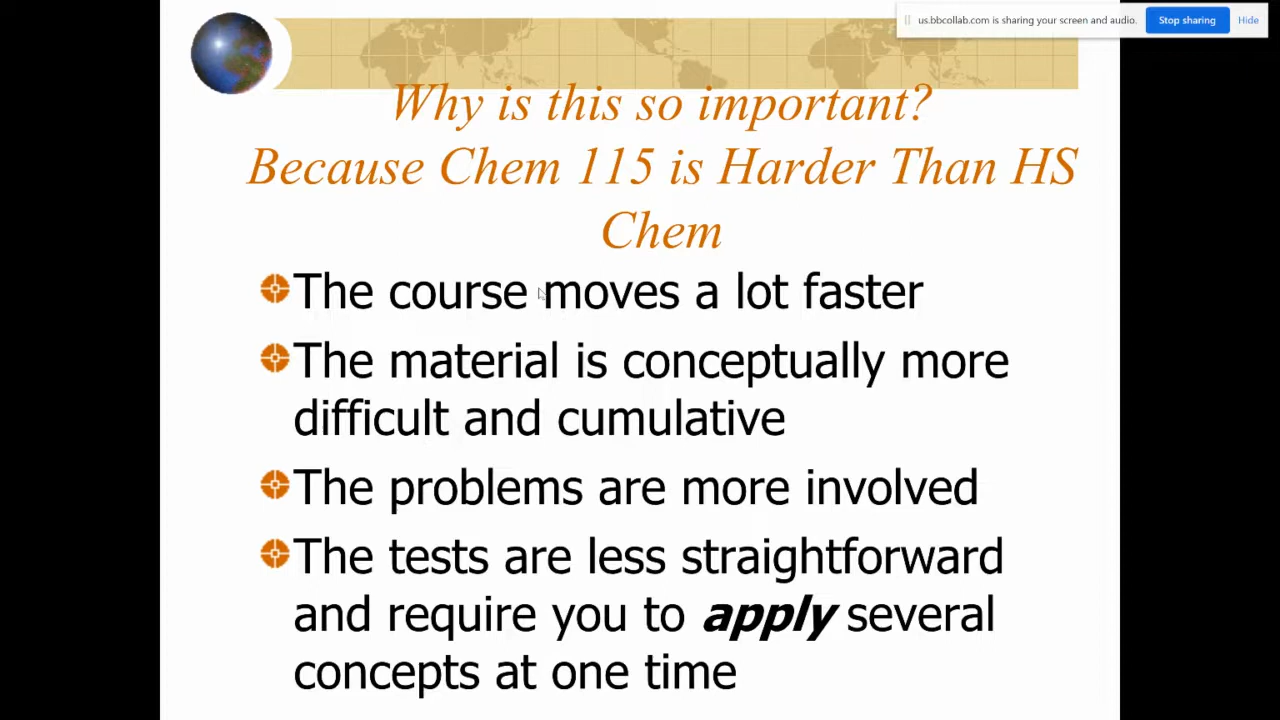 us.bbcollab.com is sharing your screen and audio. Stop sharing Hide
Why is this so important?
Because Chem 115 is Harder Than HS
Chem
The course moves a lot faster
The material is conceptually more
difficult and cumulative
The problems are more involved
The tests are less straightforward
and require you to apply several
concepts at one time